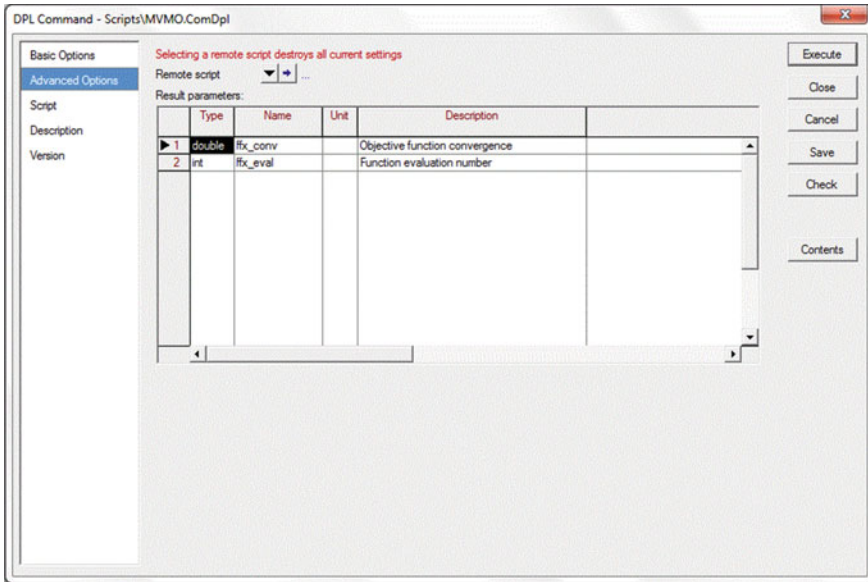 DPL Command - Scripts\MVMO.ComDpl
Basic Options
Advanced Options
Script
Description
Version
Selecting a remote script destroys all current settings
Remote script ...
Result parameters:
Type Name Unit Description
1 double ffx_conv Objective function convergence
2 int ffx_eval Function evaluation number
Execute
Close
Cancel
Save
Check
Contents